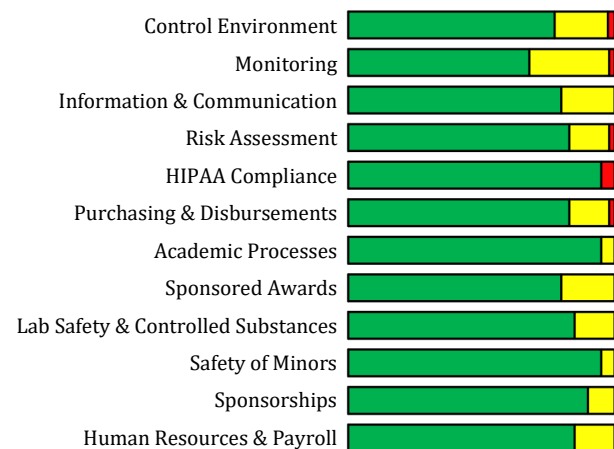 Control Environment
Monitoring
Information & Communication
Risk Assessment
HIPAA Compliance
Purchasing & Disbursements
Academic Processes
Sponsored Awards
Lab Safety & Controlled Substances
Safety of Minors
Sponsorships
Human Resources & Payroll